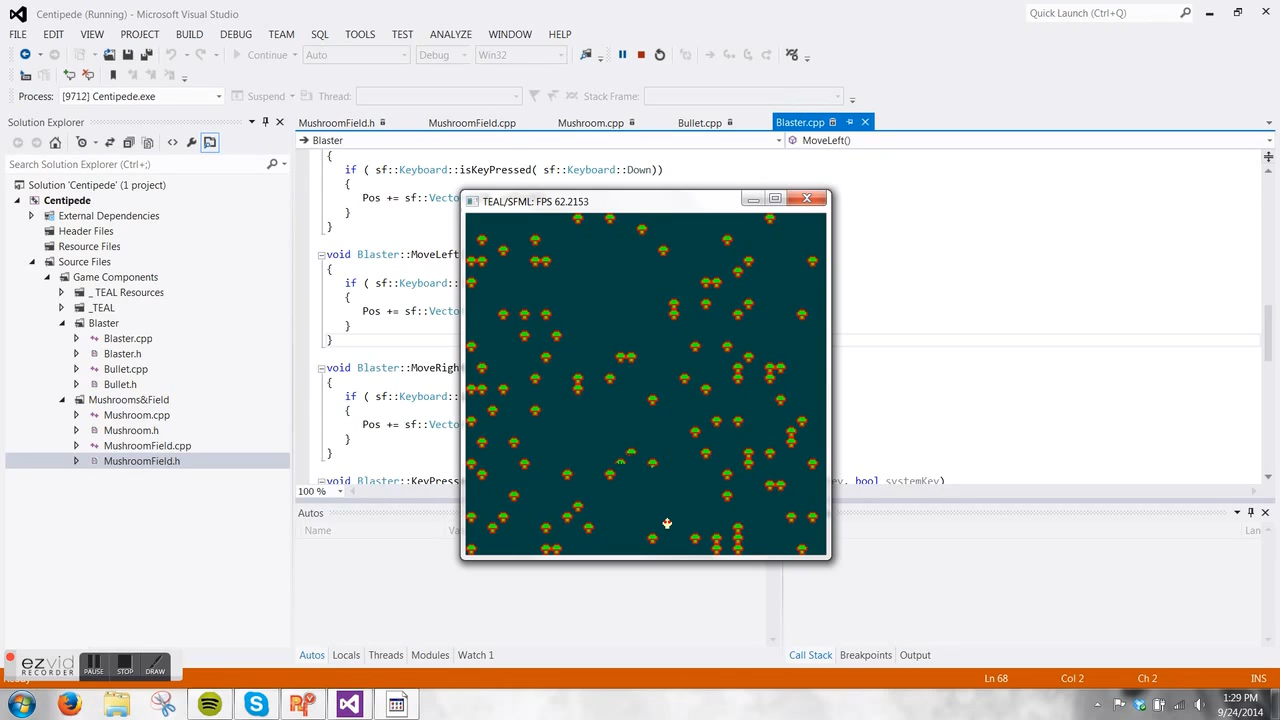 Centipede (Running) - Microsoft Visual Studio
Quick Launch (Ctrl+Q)
FILE EDIT VIEW PROJECT BUILD DEBUG TEAM SQL TOOLS TEST ANALYZE WINDOW HELP
Continue Auto Debug Win32
Process: [9712] Centipede.exe Suspend Thread: Stack Frame:
Solution Explorer
MushroomField.h MushroomField.cpp Mushroom.cpp Bullet.cpp Blaster.cpp
Blaster MoveLeft()
Search Solution Explorer (Ctrl+;)
Solution 'Centipede' (1 project)
Centipede
External Dependencies
Header Files
Resource Files
Source Files
Game Components
_ TEAL Resources
_TEAL
Blaster
Blaster.cpp
Blaster.h
Bullet.cpp
Bullet.h
Mushrooms&Field
Mushroom.cpp
Mushroom.h
MushroomField.cpp
MushroomField.h
{
if ( sf::Keyboard::isKeyPressed( sf::Keyboard::Down))
{
Pos += sf::Vecto
}
}
TEAL/SFML: FPS 62.2153
void Blaster::MoveLeft
{
if ( sf::Keyboard::
{
Pos += sf::Vecto
}
}
void Blaster::MoveRigh
{
if ( sf::Keyboard::
{
Pos += sf::Vecto
}
}
void Blaster::KeyPress ey, bool systemKey)
100 %
Autos
Name Va Lan
Autos Locals Threads Modules Watch 1
Call Stack Breakpoints Output
ezvid
RECORDER
PAUSE STOP DRAW
Ln 68 Col 2 Ch 2 INS
1:29 PM
9/24/2014